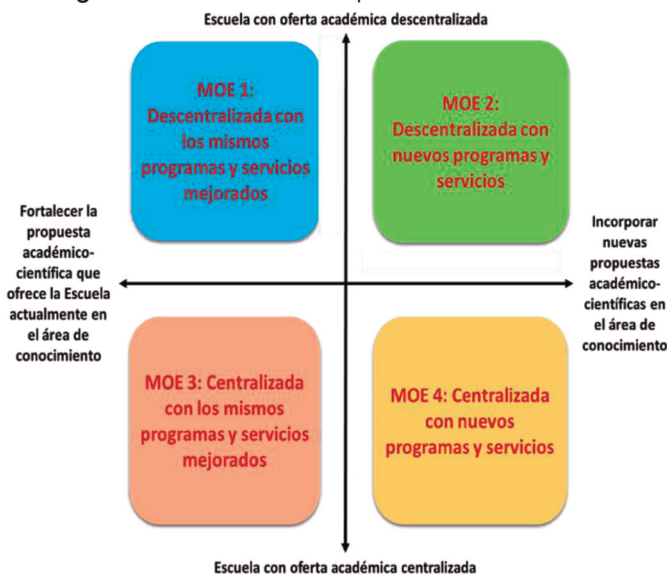 Escuela con oferta académica descentralizada
MOE 1:
Descentralizada con
los mismos
programas y servicios
mejorados
MOE 2:
Descentralizada con
nuevos programas y
servicios
Fortalecer la
propuesta
académico-
científica que
ofrece la Escuela
actualmente en
el área de
conocimiento
Incorporar
nuevas
propuestas
académico-
científicas en
el área de
conocimiento
MOE 3: Centralizada
con los mismos
programas y servicios
mejorados
MOE 4: Centralizada
con nuevos
programas y servicios
Escuela con oferta académica centralizada